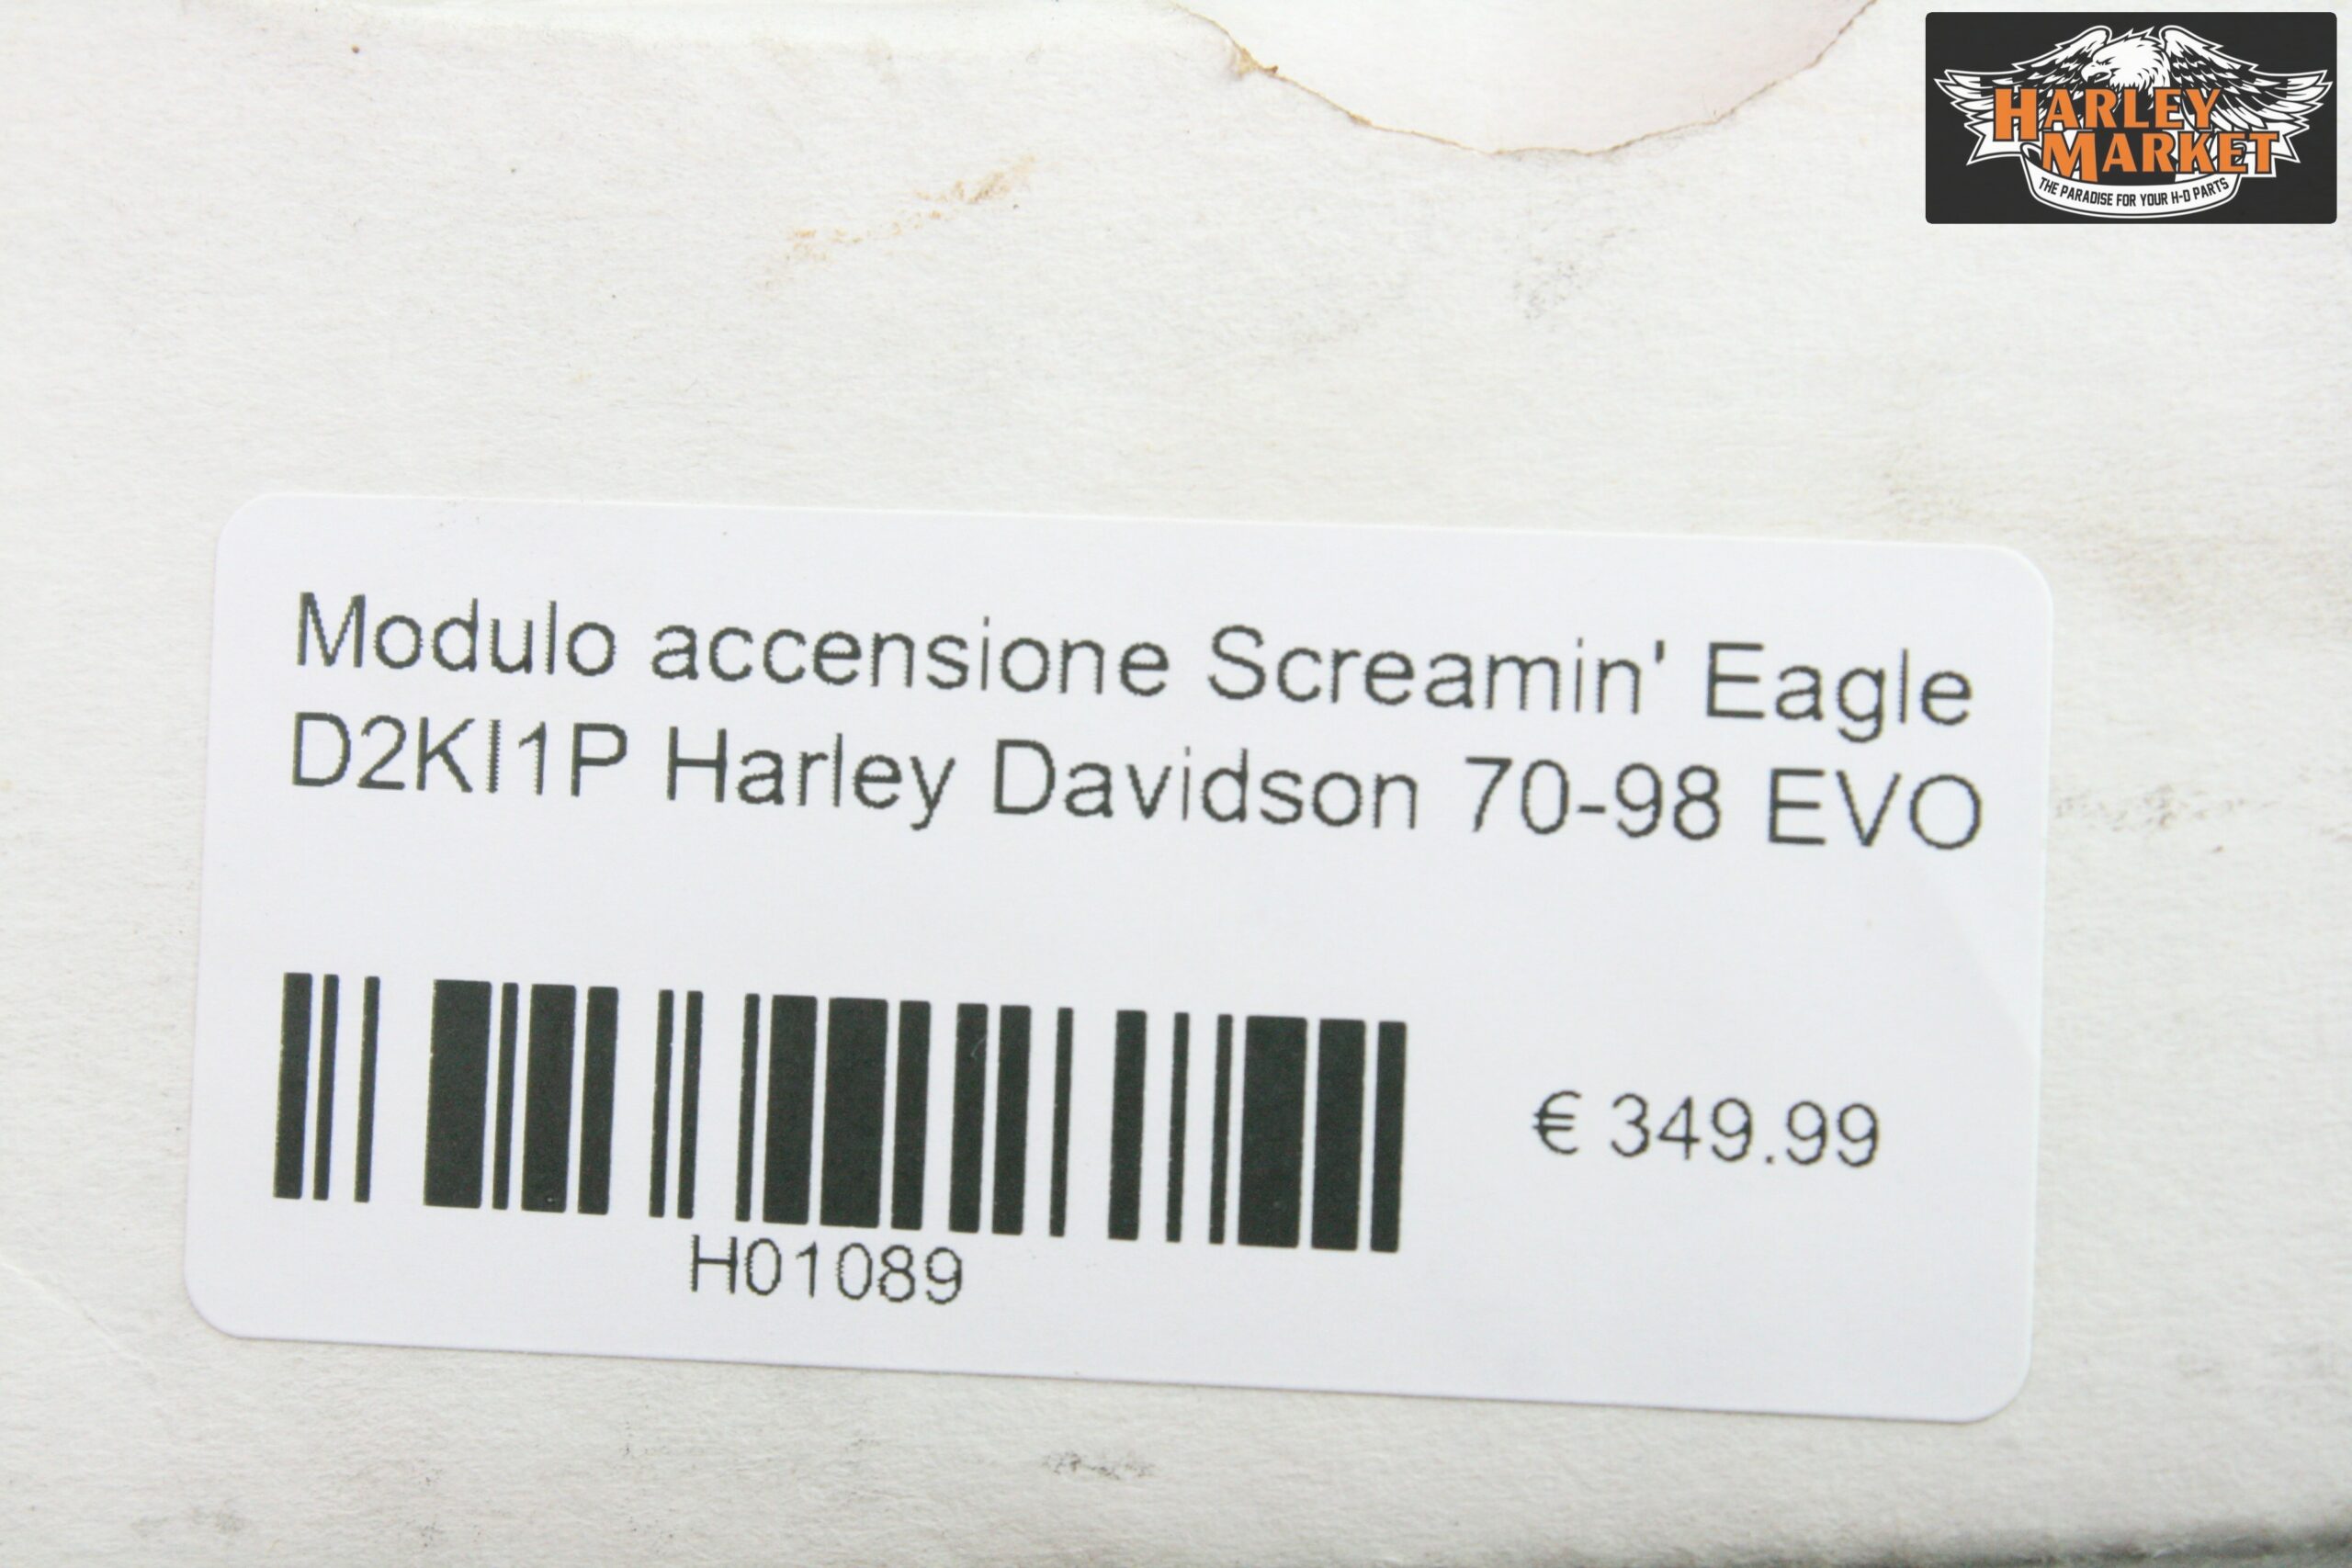 HARLEY
MARKET
THE PARADISE FOR YOUR H-D PARTS
Modulo accensione Screamin' Eagle
D2KI1P Harley Davidson 70-98 EVO
€ 349.99
H01089